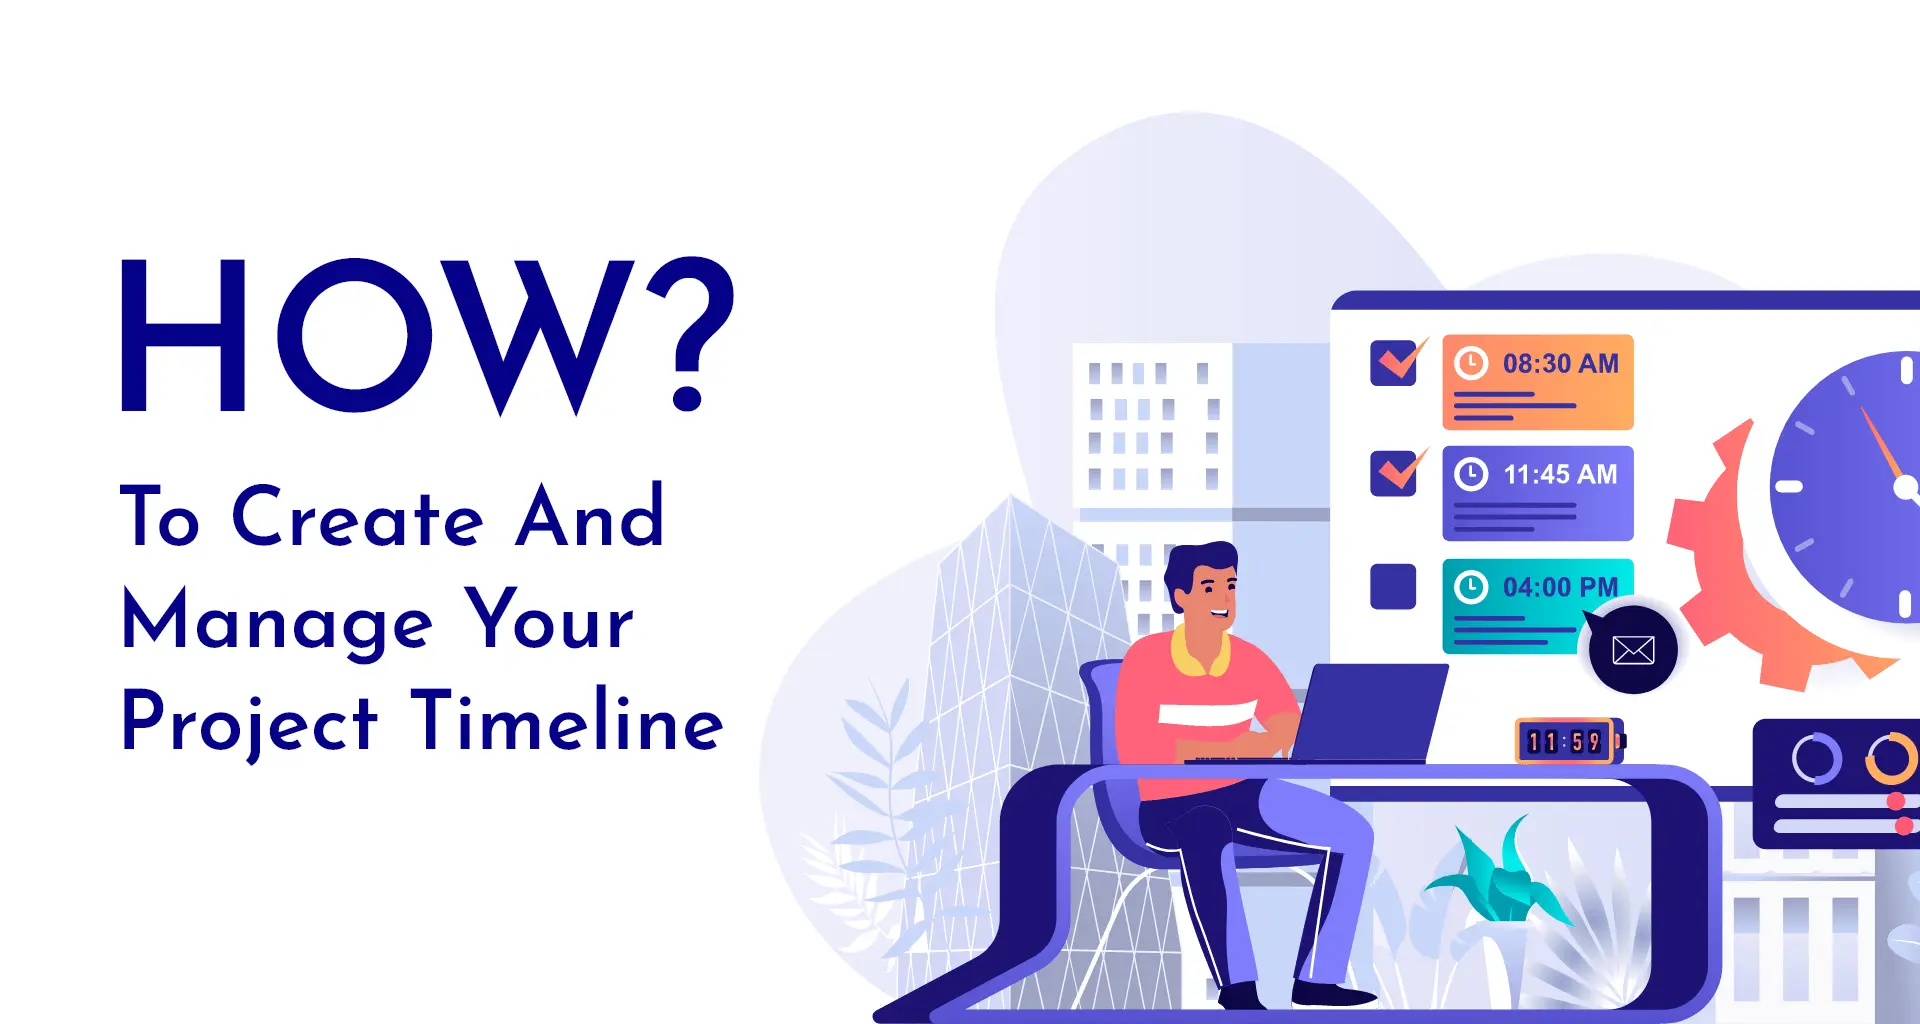 HOW?
To Create And
Manage Your
Project Timeline
08:30 AM
11:45 AM
04:00 PM
11:59